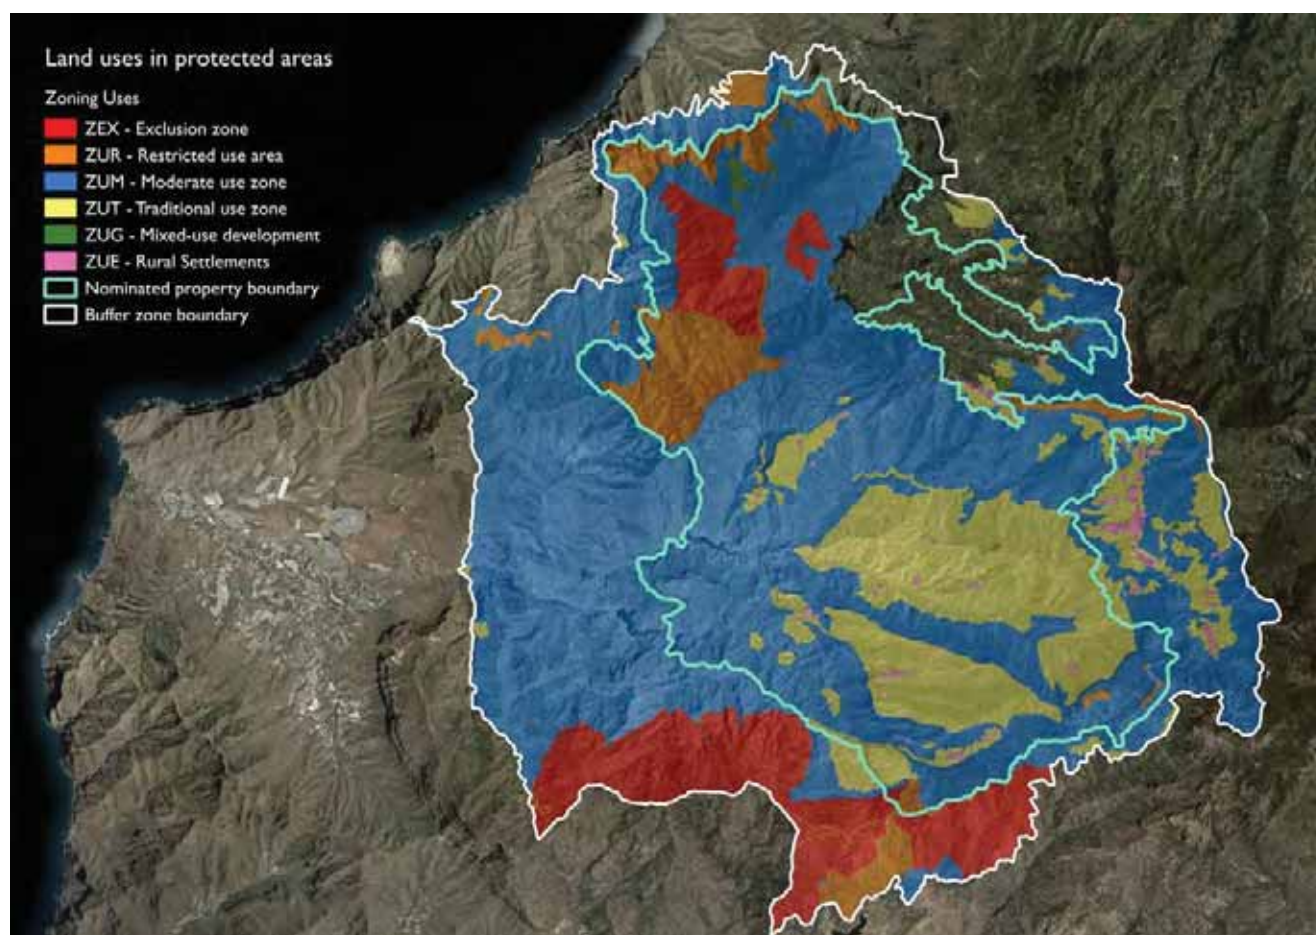 Land uses in protected areas
Zoning Uses
ZEX - Exclusion zone
ZUR - Restricted use area
ZUM - Moderate use zone
ZUT - Traditional use zone
ZUG - Mixed-use development
ZUE - Rural Settlements
Nominated property boundary
Buffer zone boundary